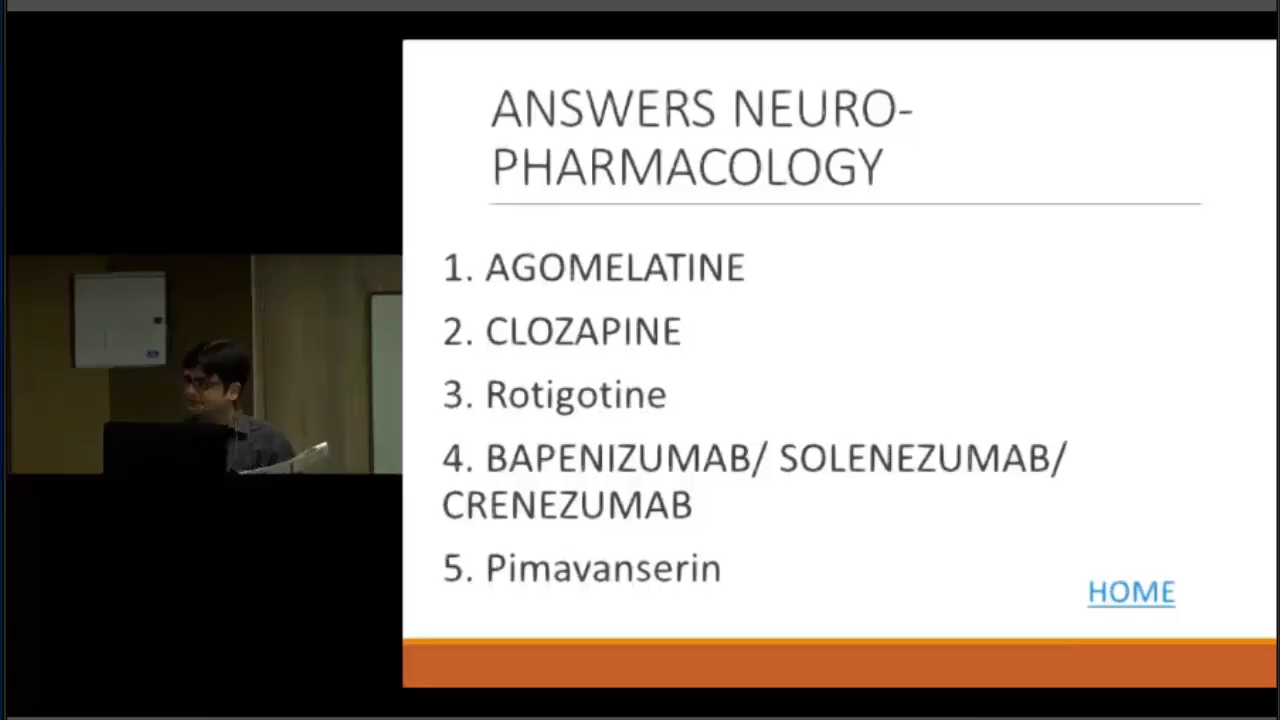 ANSWERS NEURO-
PHARMACOLOGY
1. AGOMELATINE
2. CLOZAPINE
3. Rotigotine
4. BAPENIZUMAB/ SOLENEZUMAB/
CRENEZUMAB
5. Pimavanserin
HOME